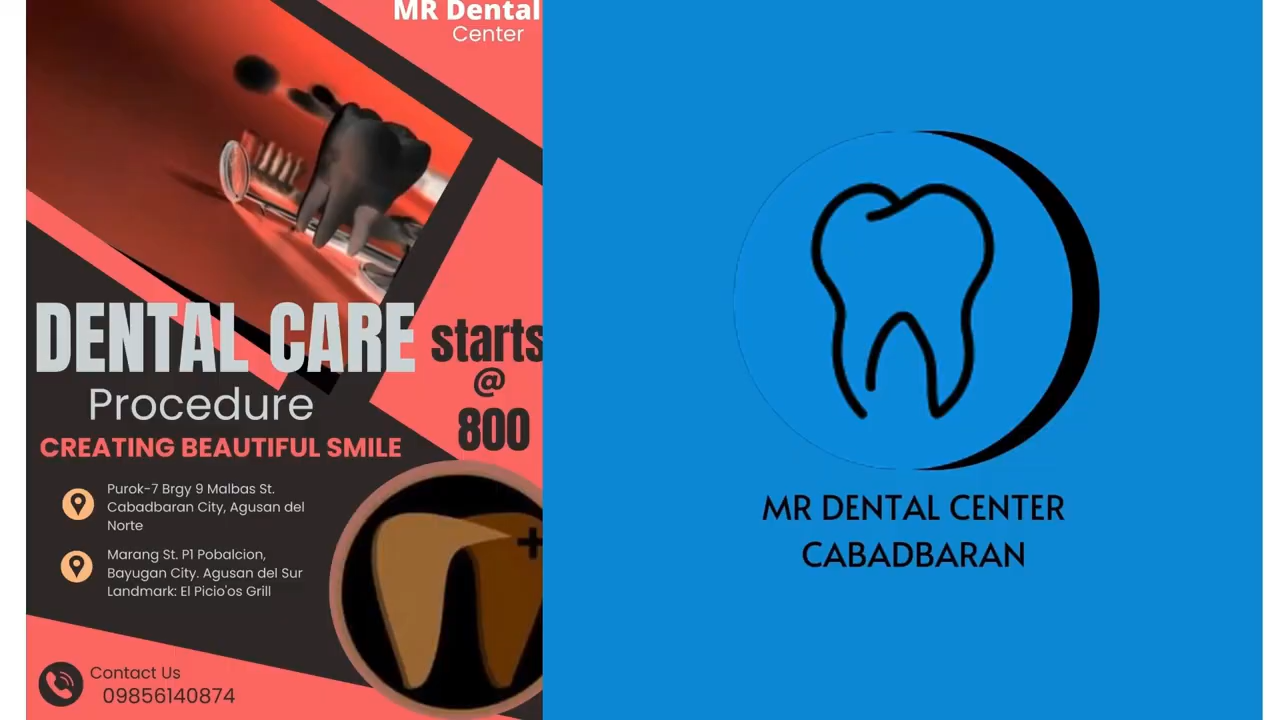 MR Dental
Center
DENTAL CARE
Procedure
CREATING BEAUTIFUL SMILE
starts
@
800
Purok-7 Brgy 9 Malbas St.
Cabadbaran City, Agusan del
Norte
Marang St. P1 Pobalcion,
Bayugan City. Agusan del Sur
Landmark: El Picio'os Grill
Contact Us
09856140874
MR DENTAL CENTER
CABADBARAN